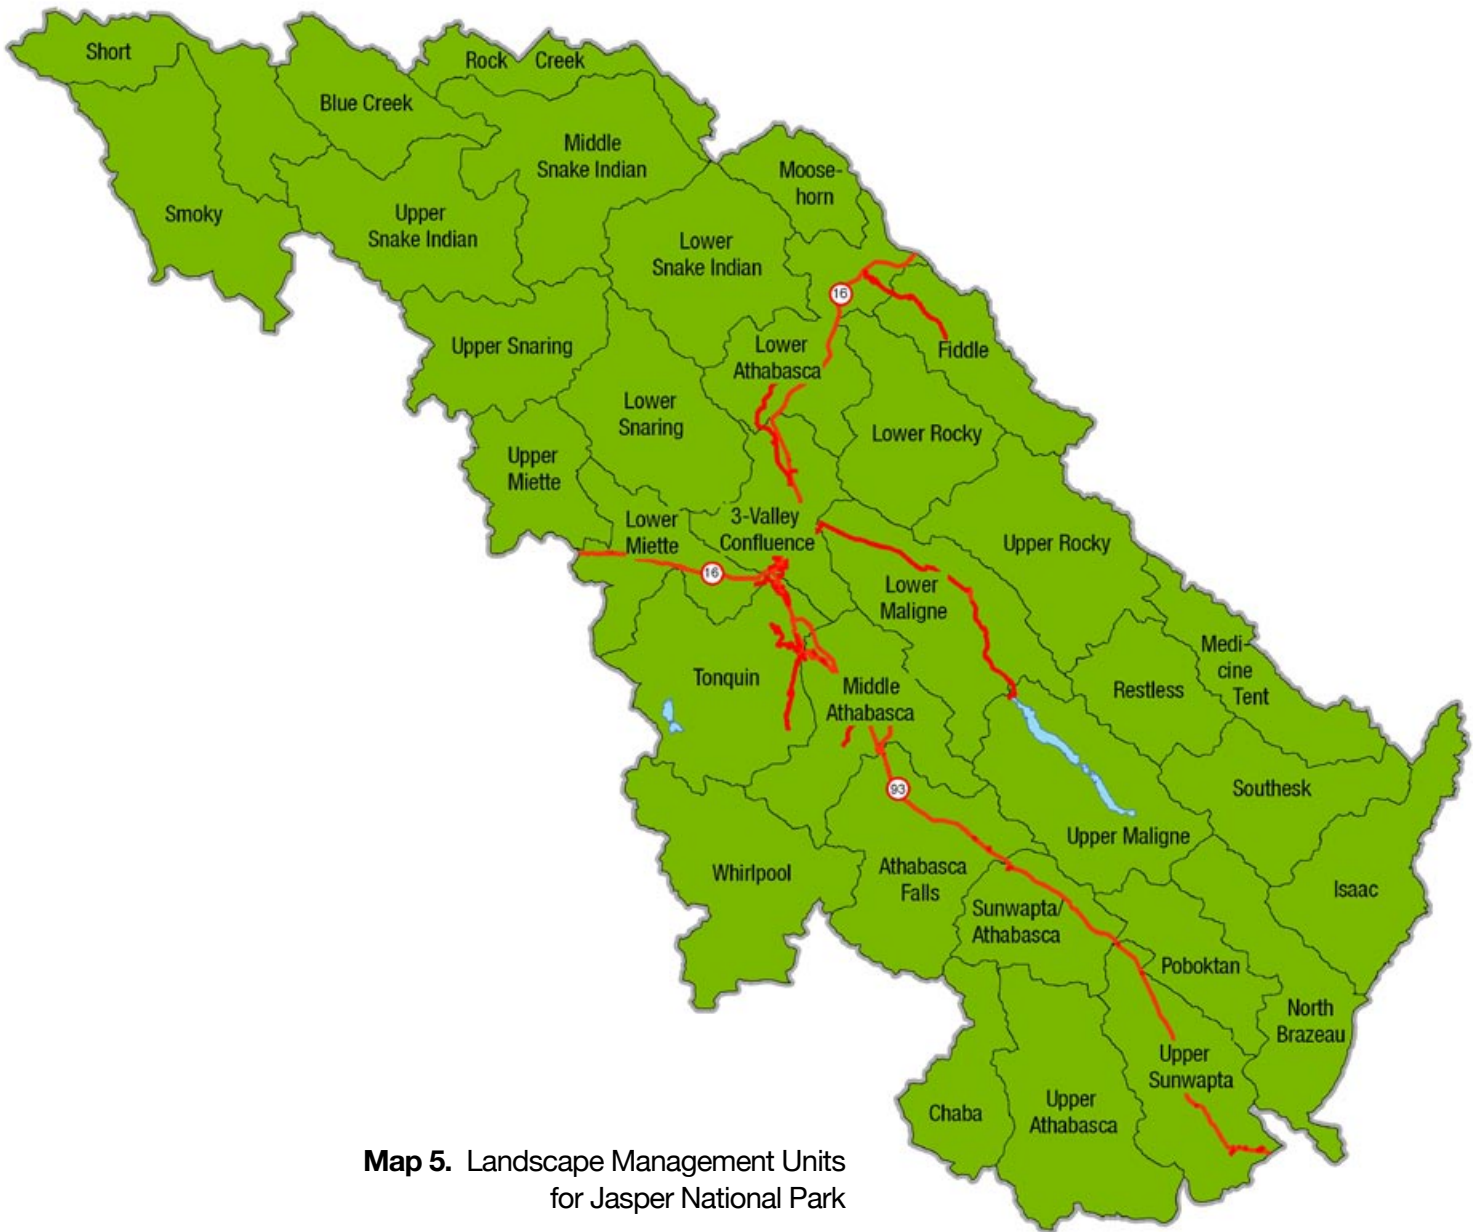 Short
Rock Creek
Blue Creek
Middle
Snake Indian
Moose-
horn
Smoky
Upper
Snake Indian
Lower
Snake Indian
16
Upper Snaring
Lower
Athabasca
Fiddle
Lower
Snaring
Lower Rocky
Upper
Miette
Lower
Miette
3-Valley
Confluence
Upper Rocky
16
Lower
Maligne
Tonquin
Middle
Athabasca
Restless
Medi-
cine
Tent
93
Southesk
Upper Maligne
Whirlpool
Athabasca
Falls
Isaac
Sunwapta/
Athabasca
Poboktan
North
Brazeau
Upper
Sunwapta
Chaba
Upper
Athabasca
Map 5. Landscape Management Units
for Jasper National Park